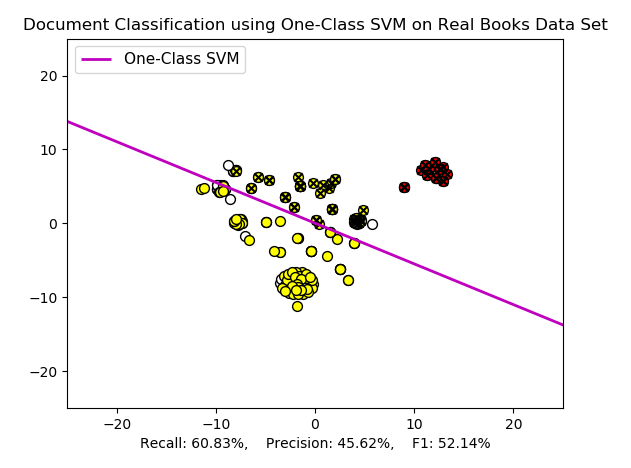 Document Classification using One-Class SVM on Real Books Data Set
One-Class SVM
20
10
0
−10
−20
−20 −10 0 10 20
Recall: 60.83%, Precision: 45.62%, F1: 52.14%